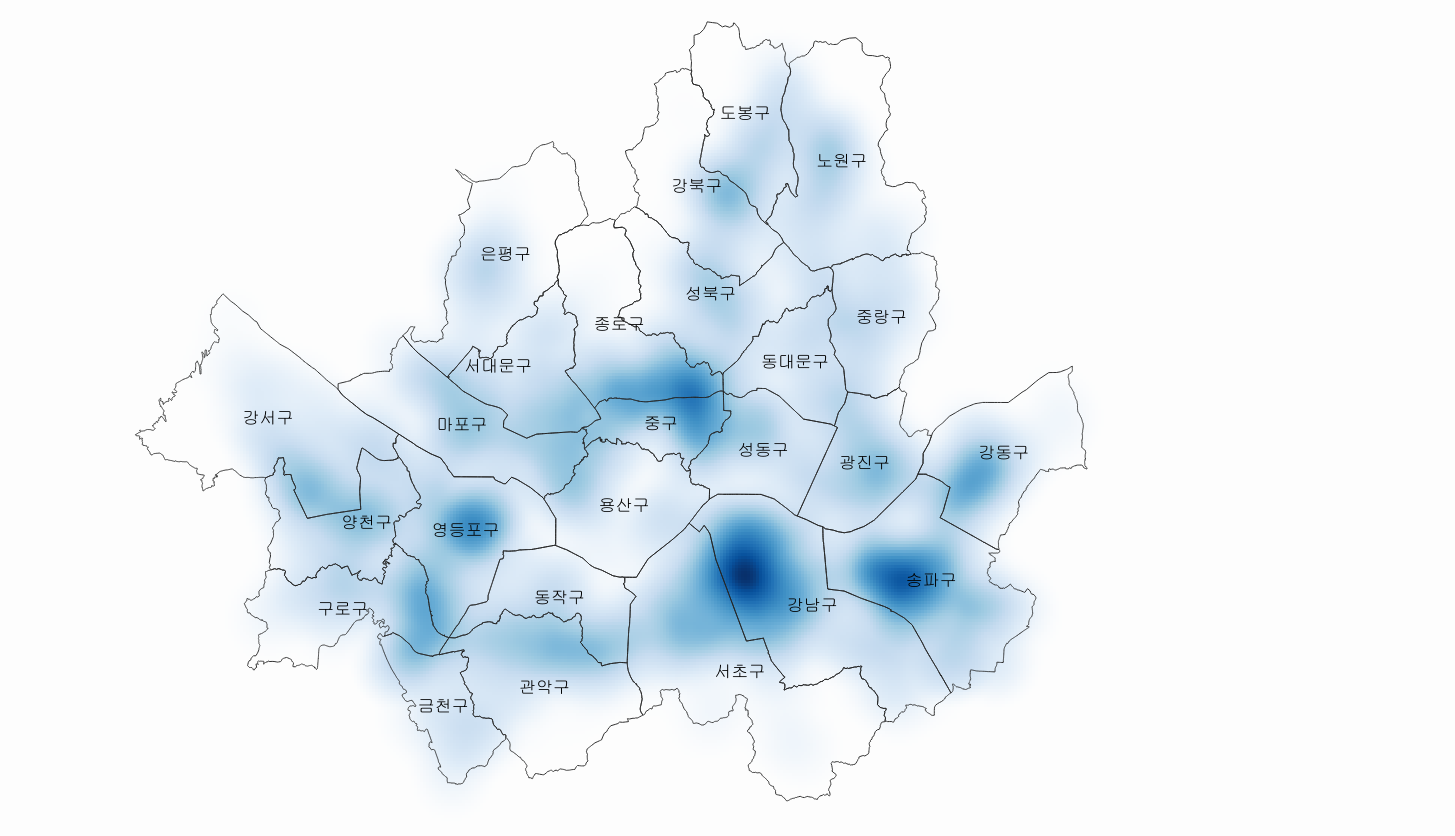 도봉구
노원구
강북구
은평구
성북구
중랑구
종로구
동대문구
서대문구
강서구
마포구
중구
성동구
강동구
광진구
용산구
양천구
영등포구
송파구
동작구
강남구
구로구
서초구
관악구
금천구